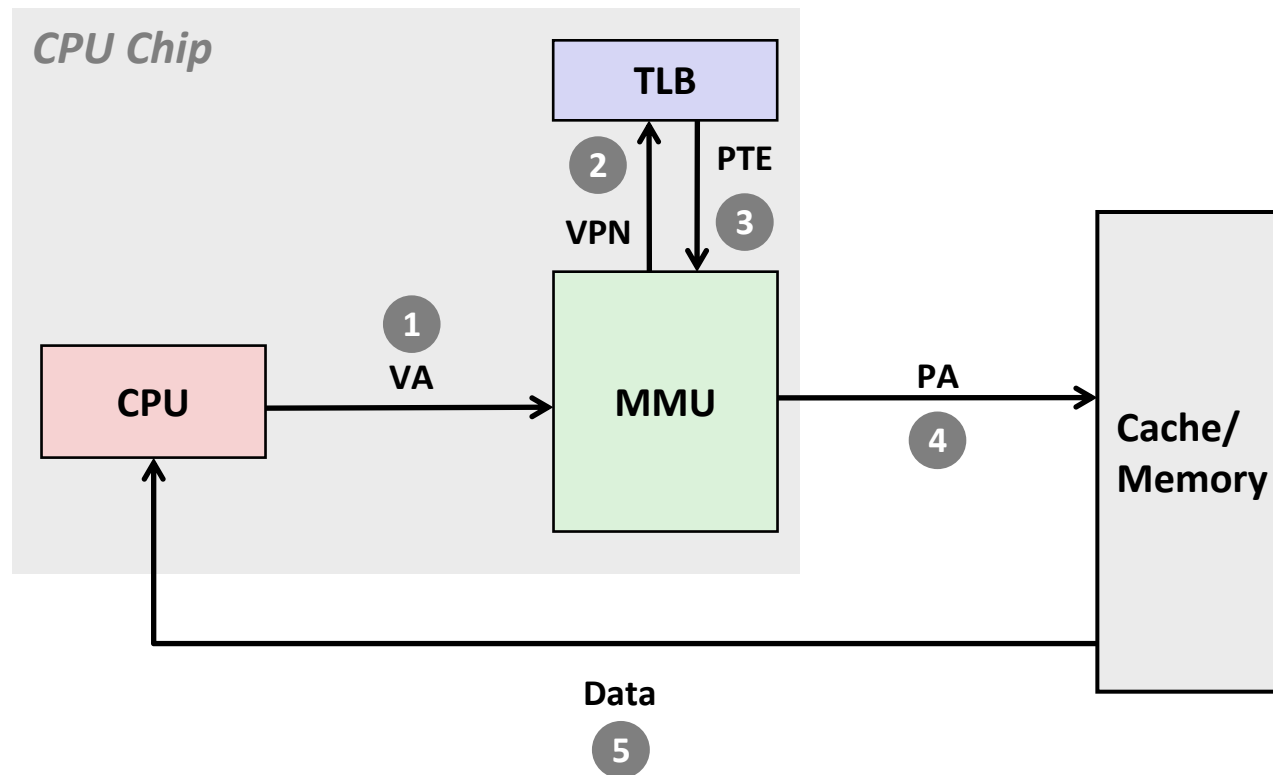 CPU Chip
TLB
2
PTE
VPN
3
1
VA
CPU
MMU
PA
4
Cache/
Memory
Data
5